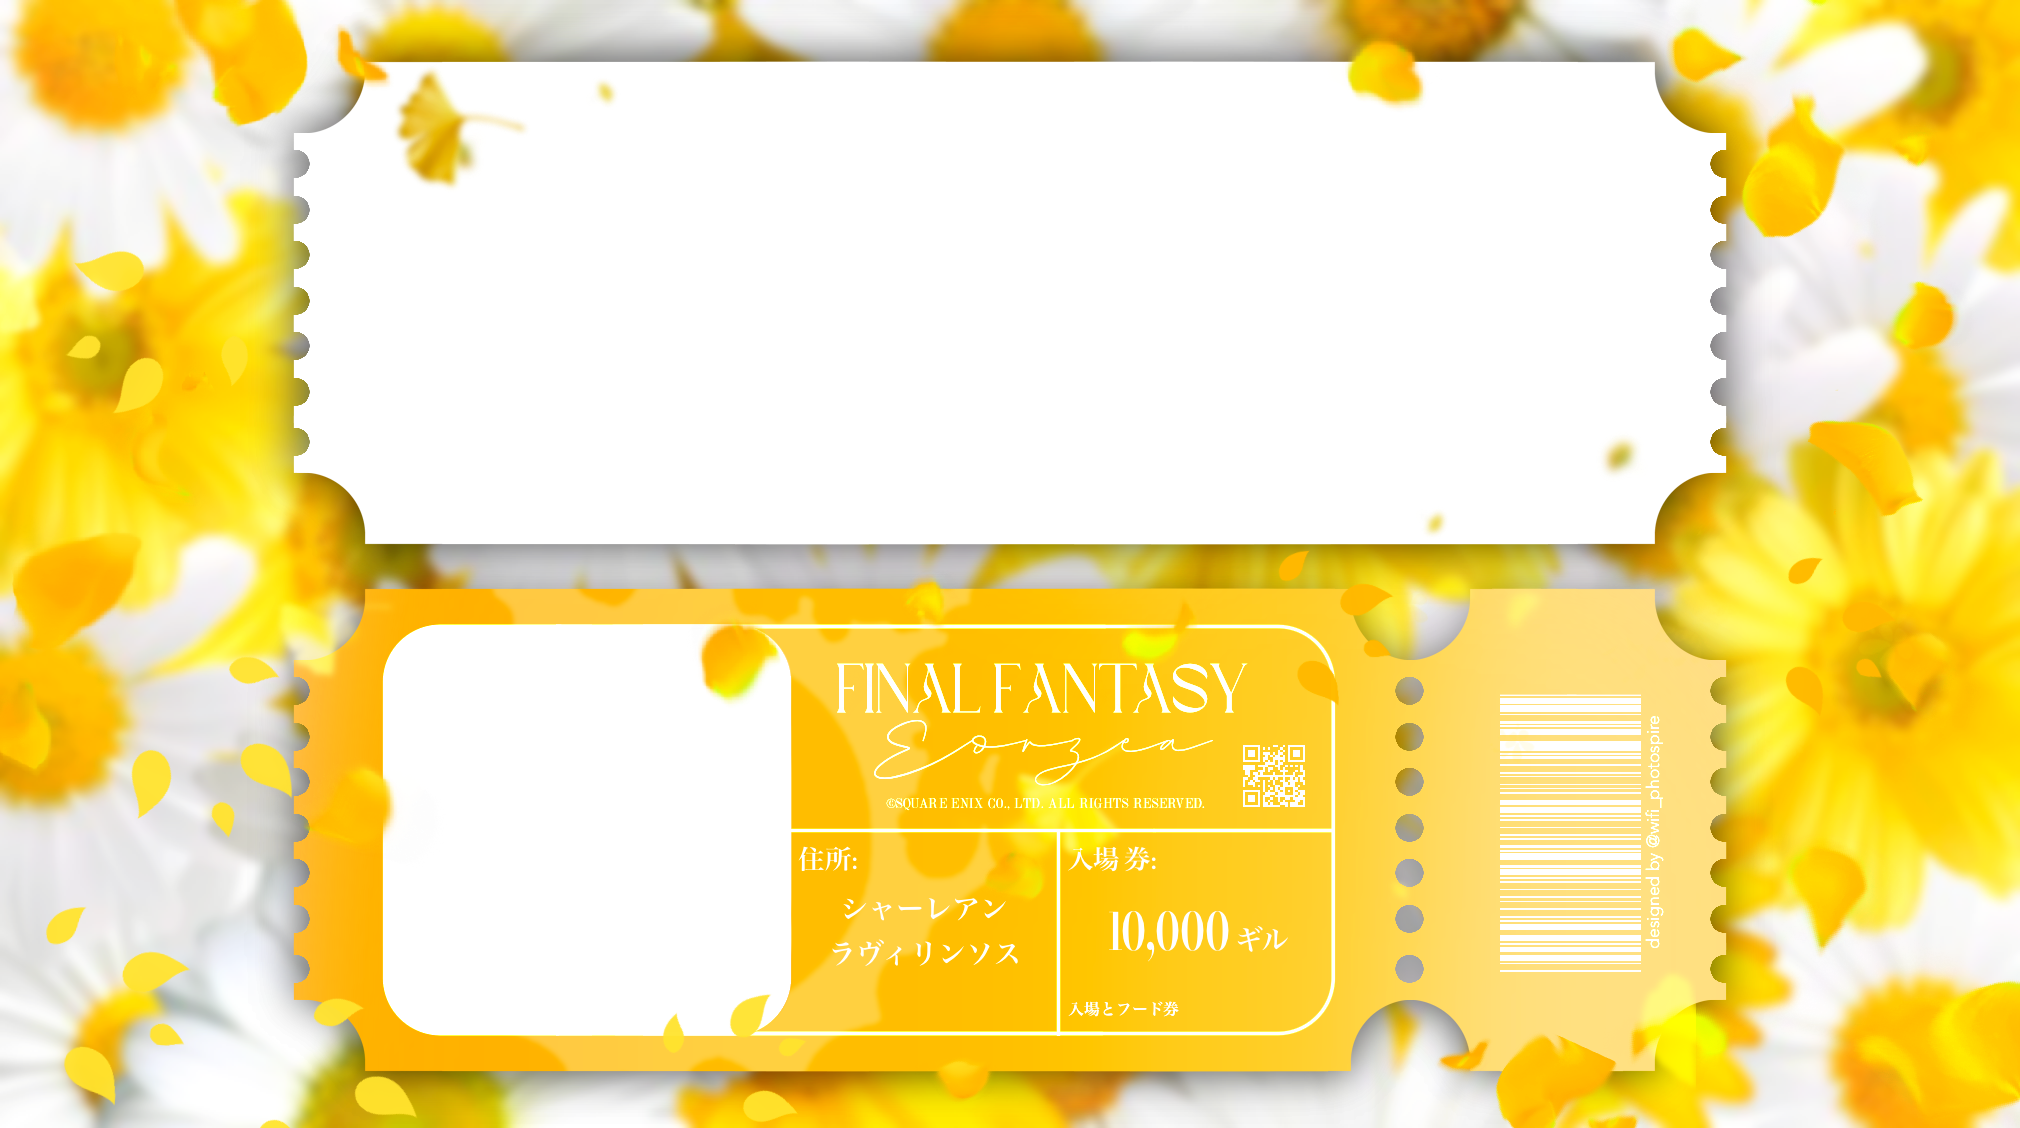 FINAL FANTASY
Eorzea
©SQUARE ENIX CO., LTD. ALL RIGHTS RESERVED.
住所:
シャーレアン
ラヴィリンソス
入場券:
10,000 ギル
入場とフード券
designed by @wifi_photospire